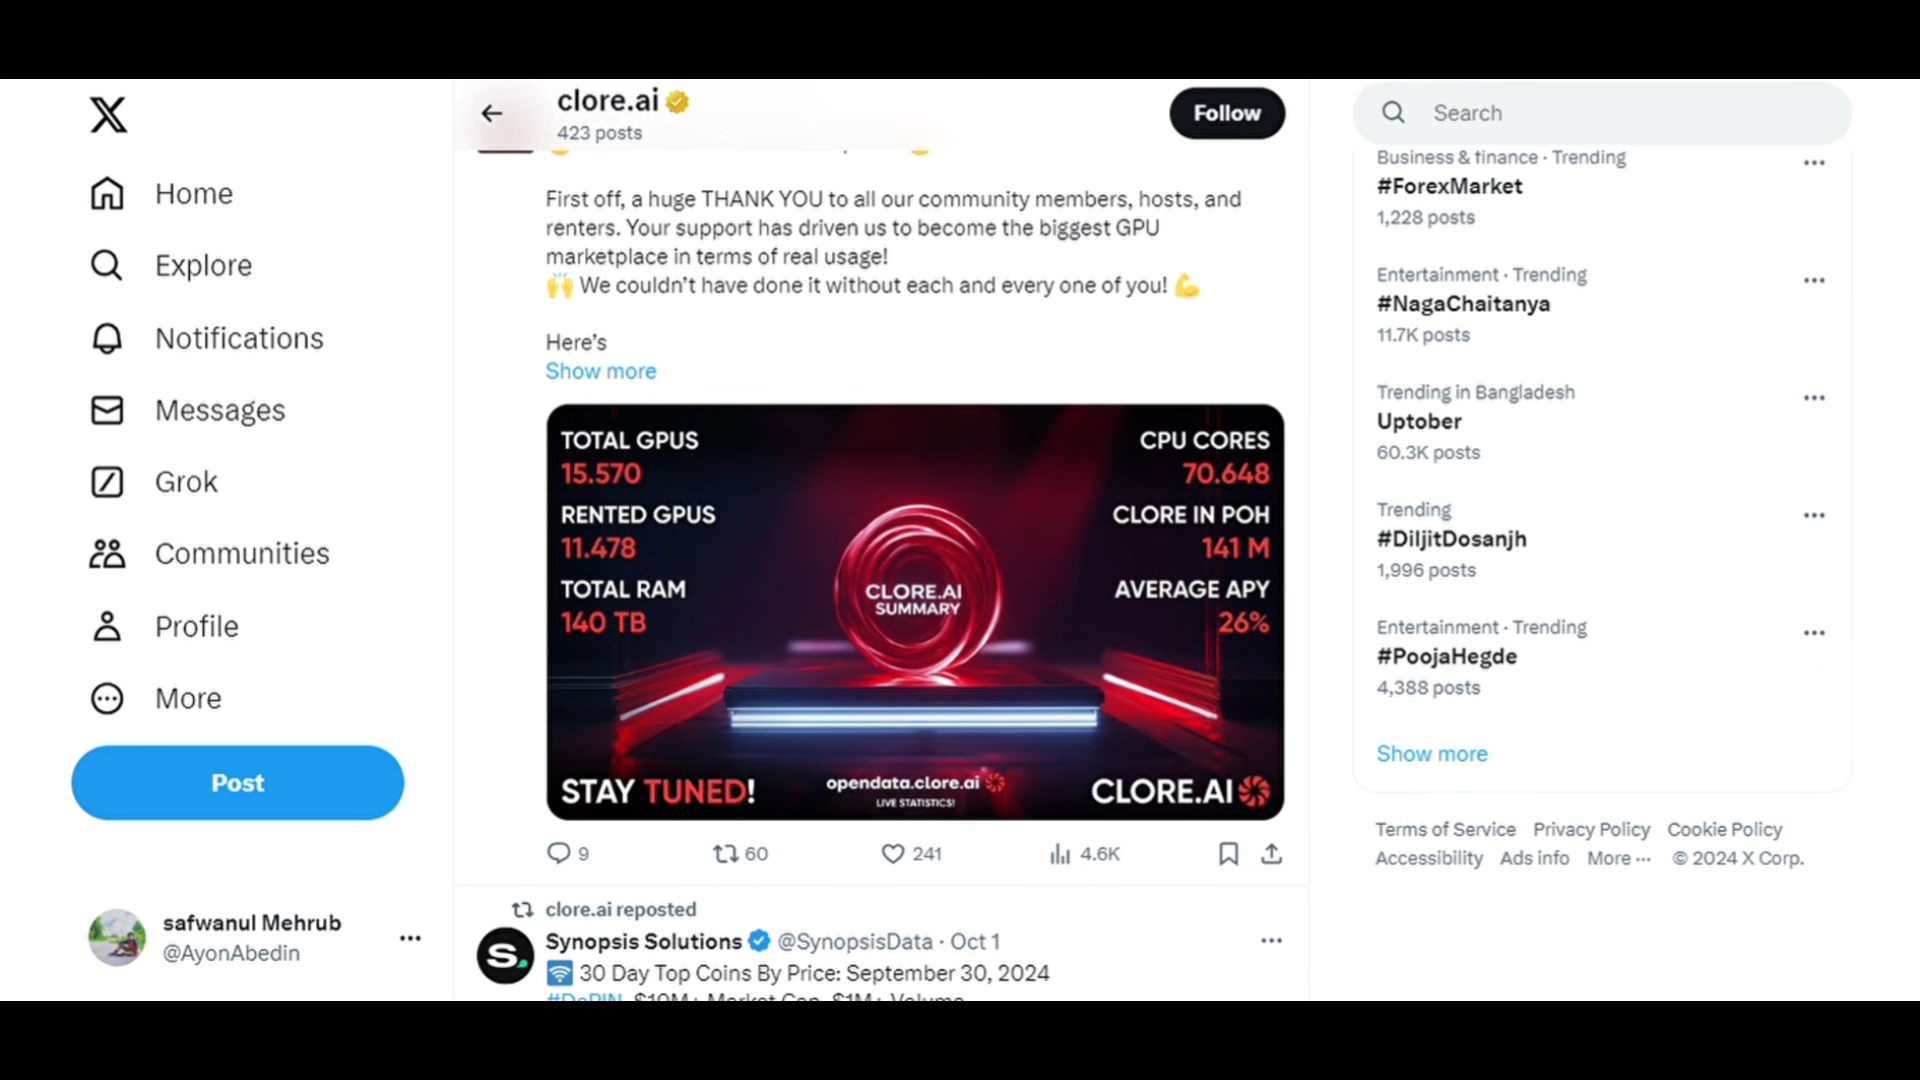 Home
Explore
Notifications
Messages
Grok
Communities
Profile
More
Post
safwanul Mehrub
@AyonAbedin
clore.ai
423 posts
Follow
First off, a huge THANK YOU to all our community members, hosts, and
renters. Your support has driven us to become the biggest GPU
marketplace in terms of real usage!
🙌 We couldn't have done it without each and every one of you! 💪
Here's
Show more
TOTAL GPUS
15.570
RENTED GPUS
11.478
TOTAL RAM
140 TB
CLORE.AI
SUMMARY
CPU CORES
70.648
CLORE IN POH
141 M
AVERAGE APY
26%
STAY TUNED!
opendata.clore.ai
LIVE STATISTICS!
CLORE.AI
9
60
241
4.6K
clore.ai reposted
Synopsis Solutions @SynopsisData · Oct 1
🛜 30 Day Top Coins By Price: September 30, 2024
#DePIN, $10M+ Market Cap, $1M+ Volume
Search
Business & finance · Trending
#ForexMarket
1,228 posts
Entertainment · Trending
#NagaChaitanya
11.7K posts
Trending in Bangladesh
Uptober
60.3K posts
Trending
#DiljitDosanjh
1,996 posts
Entertainment · Trending
#PoojaHegde
4,388 posts
Show more
Terms of Service Privacy Policy Cookie Policy
Accessibility Ads info More ··· © 2024 X Corp.